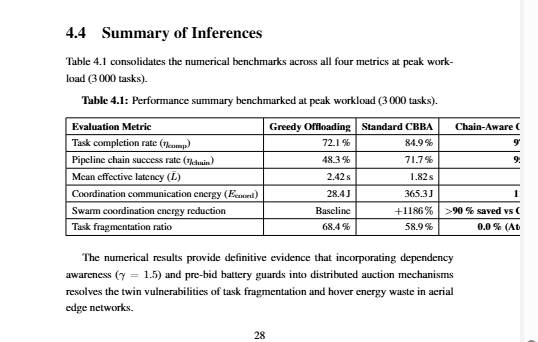 4.4 Summary of Inferences
Table 4.1 consolidates the numerical benchmarks across all four metrics at peak work-
load (3 000 tasks).
Table 4.1: Performance summary benchmarked at peak workload (3 000 tasks).
Evaluation Metric Greedy Offloading Standard CBBA Chain-Aware
Task completion rate (ηcomp) 72.1 % 84.9 %
Pipeline chain success rate (ηchain) 48.3 % 71.7 %
Mean effective latency (L̄) 2.42 s 1.82 s
Coordination communication energy (Ecoord) 28.4 J 365.3 J
Swarm coordination energy reduction Baseline +1186 % >90 % saved vs
Task fragmentation ratio 68.4 % 58.9 % 0.0 %
The numerical results provide definitive evidence that incorporating dependency
awareness (γ = 1.5) and pre-bid battery guards into distributed auction mechanisms
resolves the twin vulnerabilities of task fragmentation and hover energy waste in aerial
edge networks.
28